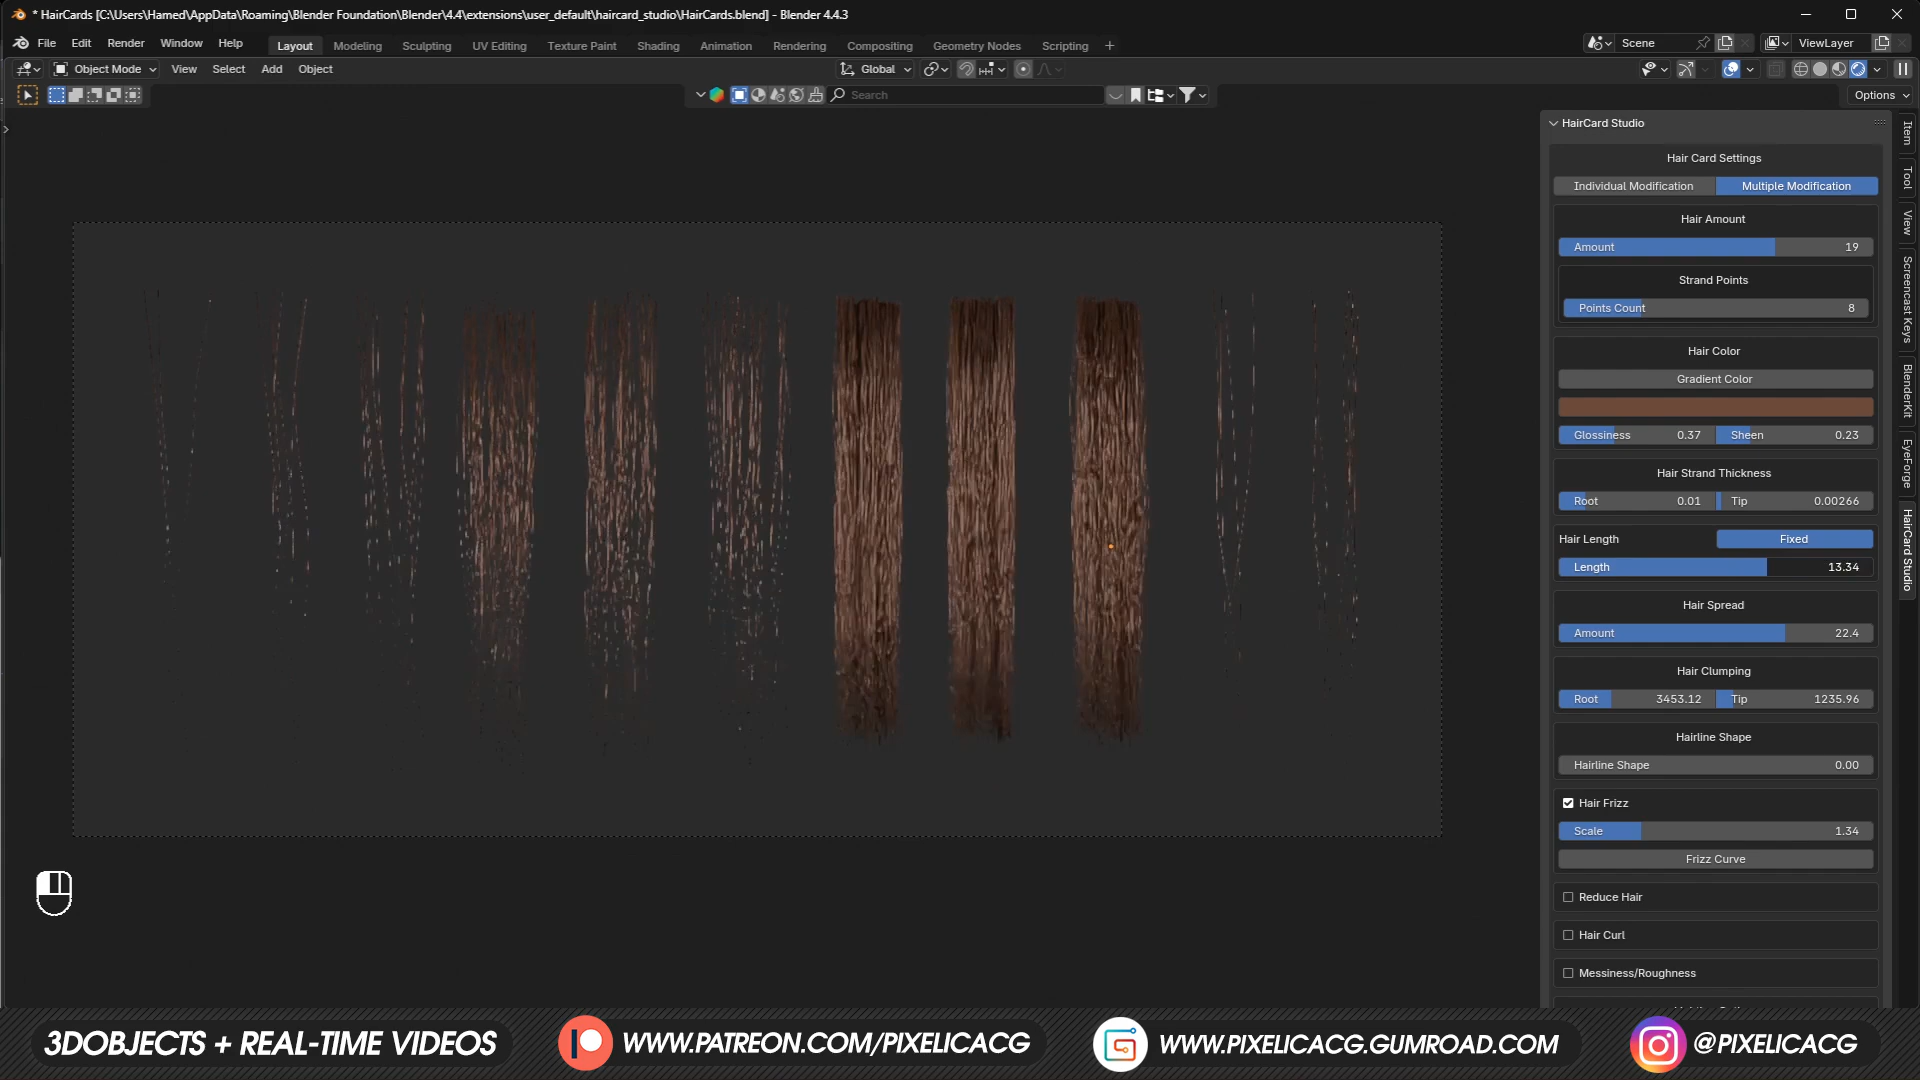 * HairCards [C:\Users\Hamed\AppData\Roaming\Blender Foundation\Blender\4.4\extensions\user_default\haircard_studio\HairCards.blend] - Blender 4.4.3
File Edit Render Window Help Layout Modeling Sculpting UV Editing Texture Paint Shading Animation Rendering Compositing Geometry Nodes Scripting + Scene ViewLayer
Object Mode View Select Add Object Global
Search Options
HairCard Studio
Hair Card Settings
Individual Modification Multiple Modification
Hair Amount
Amount 19
Strand Points
Points Count 8
Hair Color
Gradient Color
Glossiness 0.37 Sheen 0.23
Hair Strand Thickness
Root 0.01 Tip 0.00266
Hair Length Fixed
Length 13.34
Hair Spread
Amount 22.4
Hair Clumping
Root 3453.12 Tip 1235.96
Hairline Shape
Hairline Shape 0.00
Hair Frizz
Scale 1.34
Frizz Curve
Reduce Hair
Hair Curl
Messiness/Roughness
Item
Tool
View
Screencast Keys
BlenderKit
EyeForge
HairCard Studio
3DOBJECTS + REAL-TIME VIDEOS WWW.PATREON.COM/PIXELICACG WWW.PIXELICACG.GUMROAD.COM @PIXELICACG